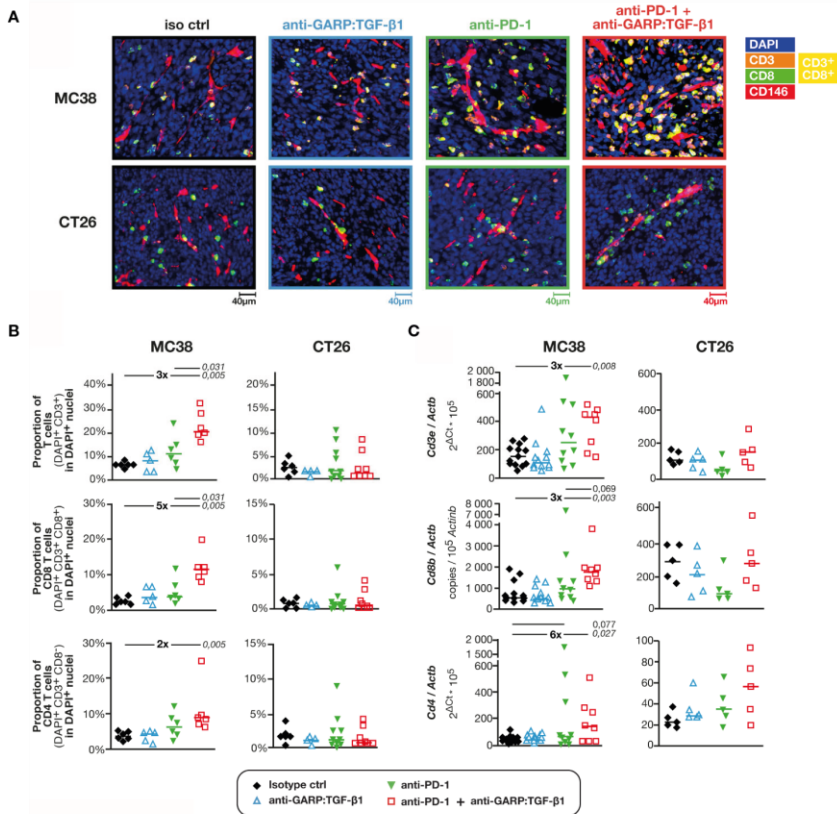 A
iso ctrl
anti-GARP:TGF-β1
anti-PD-1
anti-PD-1 +
anti-GARP:TGF-β1
DAPI
CD3
CD8
CD146
CD3+
CD8+
MC38
CT26
40μm
40μm
40μm
40μm
B
MC38
CT26
Proportion of
T cells
(DAPI⁺ CD3⁺)
in DAPI⁺ nuclei
40%
30%
20%
10%
0%
3x
0,031
0,005
20%
15%
10%
5%
0%
Proportion of
CD8 T cells
(DAPI⁺ CD3⁺ CD8⁺)
in DAPI⁺ nuclei
30%
20%
10%
0%
5x
0,031
0,005
15%
10%
5%
0%
Proportion of
CD4 T cells
(DAPI⁺ CD3⁺ CD8⁻)
in DAPI⁺ nuclei
30%
20%
10%
0%
2x
0,005
15%
10%
5%
0%
C
MC38
CT26
Cd3e / Actb
2^ΔCt · 10⁵
2 000
1 800
600
400
200
0
3x
0,008
600
400
200
0
Cd8b / Actb
copies / 10⁵ Actinb
8 000
6 000
4 000
2 000
1 000
0
3x
0,069
0,003
600
400
200
0
Cd4 / Actb
2^ΔCt · 10⁵
2 000
1 500
600
400
200
0
6x
0,077
0,027
100
80
60
40
20
0
Isotype ctrl
anti-PD-1
anti-GARP:TGF-β1
anti-PD-1 + anti-GARP:TGF-β1